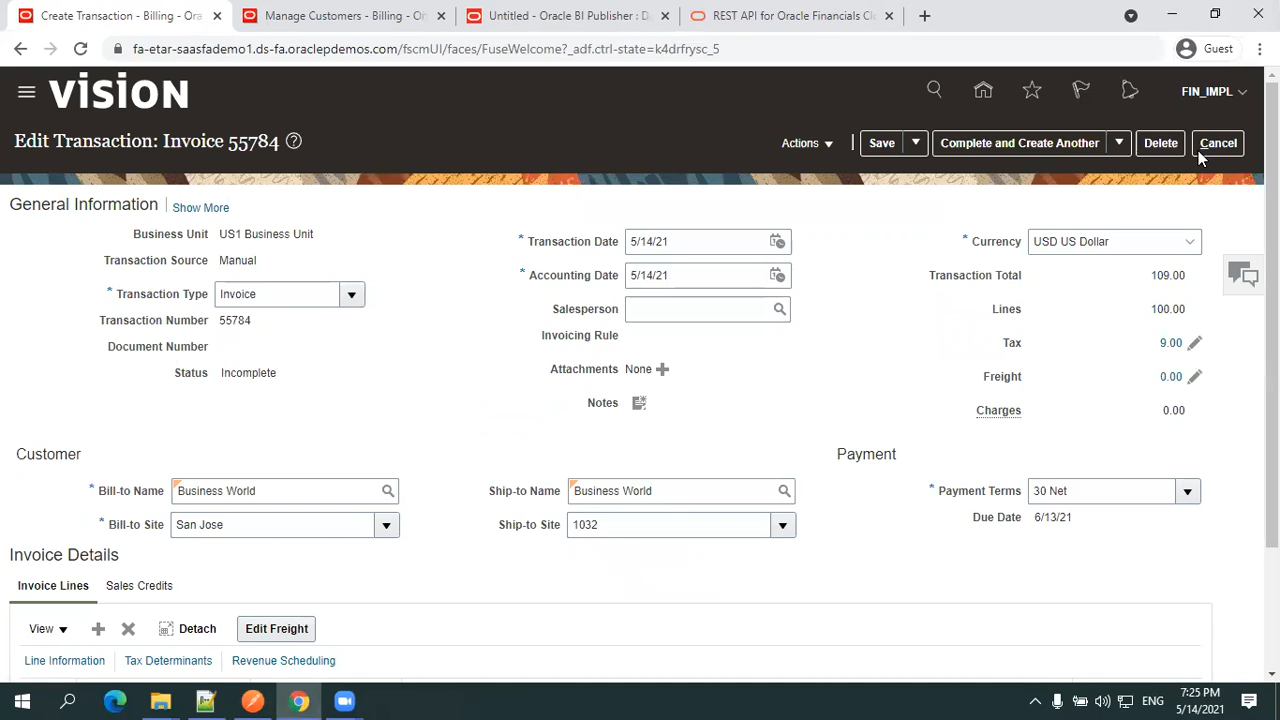 Create Transaction - Billing - Ora
Manage Customers - Billing - Or
Untitled - Oracle BI Publisher : D
REST API for Oracle Financials Cl
fa-etar-saasfademo1.ds-fa.oraclepdemos.com/fscmUI/faces/FuseWelcome?_adf.ctrl-state=k4drfrysc_5
Guest
VISION
FIN_IMPL
Edit Transaction: Invoice 55784
Actions
Save
Complete and Create Another
Delete
Cancel
General Information
Show More
Business Unit US1 Business Unit
Transaction Source Manual
* Transaction Type Invoice
Transaction Number 55784
Document Number
Status Incomplete
* Transaction Date 5/14/21
* Accounting Date 5/14/21
Salesperson
Invoicing Rule
Attachments None
Notes
* Currency USD US Dollar
Transaction Total 109.00
Lines 100.00
Tax 9.00
Freight 0.00
Charges 0.00
Customer
* Bill-to Name Business World
* Bill-to Site San Jose
Ship-to Name Business World
Ship-to Site 1032
Payment
* Payment Terms 30 Net
Due Date 6/13/21
Invoice Details
Invoice Lines
Sales Credits
View
Detach
Edit Freight
Line Information
Tax Determinants
Revenue Scheduling
ENG
7:25 PM
5/14/2021